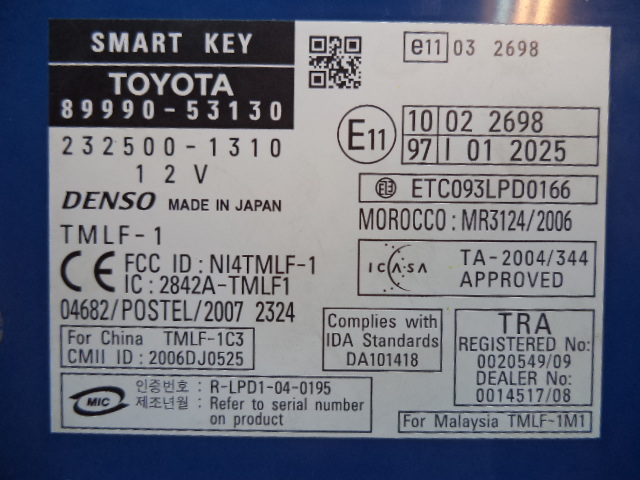 SMART KEY
TOYOTA
89990-53130
232500-1310
12V
DENSO MADE IN JAPAN
TMLF-1
CE FCC ID : NI4TMLF-1
IC : 2842A-TMLF1
04682/POSTEL/2007 2324
For China TMLF-1C3
CMII ID : 2006DJ0525
MIC
인증번호 : R-LPD1-04-0195
제조년월 : Refer to serial number
on product
e11 03 2698
E11
10 02 2698
97 I 01 2025
ETC093LPD0166
MOROCCO : MR3124/2006
ICASA
TA-2004/344
APPROVED
Complies with
IDA Standards
DA101418
TRA
REGISTERED No:
0020549/09
DEALER No:
0014517/08
For Malaysia TMLF-1M1